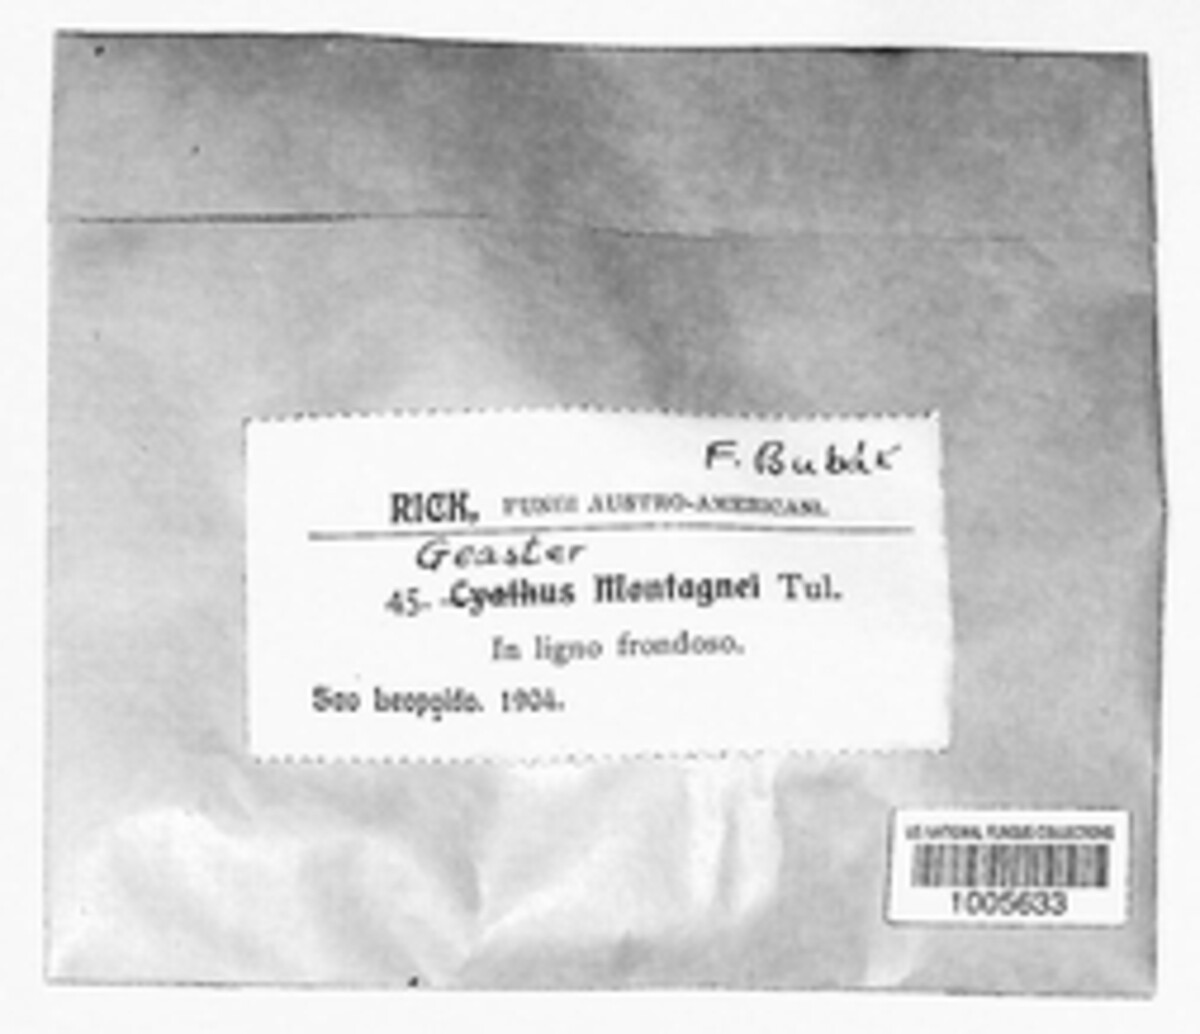 F. Bubák
RICK, FUNGI AUSTRO-AMERICANI.
Geaster
45. Cyathus Montagnei Tul.
In ligno frondoso.
Sao Leopoldo. 1904.
US NATIONAL FUNGUS COLLECTIONS
1005633